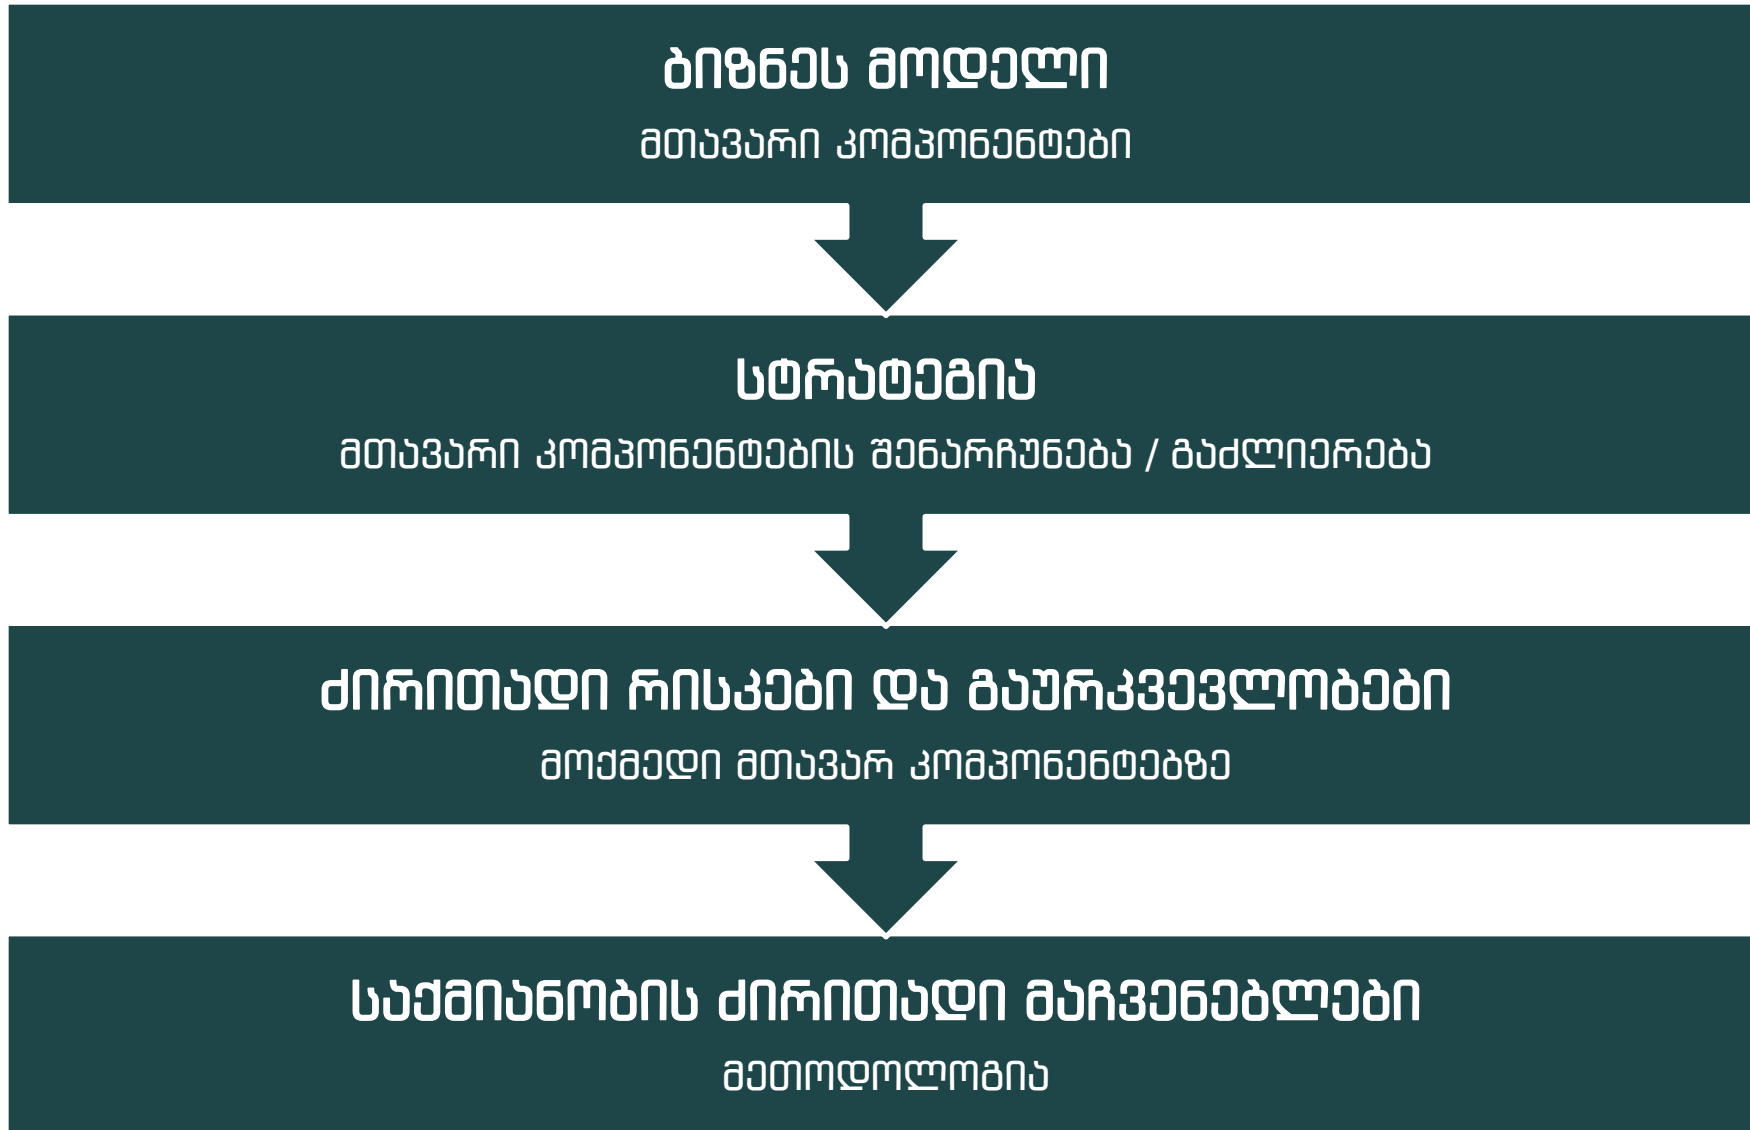 ბიზნეს მოდელი
მთავარი კომპონენტები
სტრატეგია
მთავარი კომპონენტების შენარჩუნება / გაძლიერება
ძირითადი რისკები და გაურკვევლობები
მოქმედი მთავარ კომპონენტებზე
საქმიანობის ძირითადი მაჩვენებლები
მეთოდოლოგია